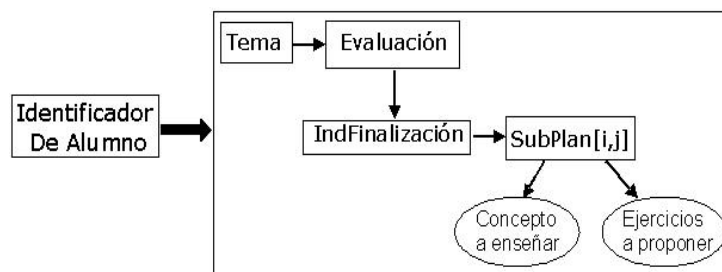 Tema
Evaluación
Identificador
De Alumno
IndFinalización
SubPlan[i,j]
Concepto
a enseñar
Ejercicios
a proponer